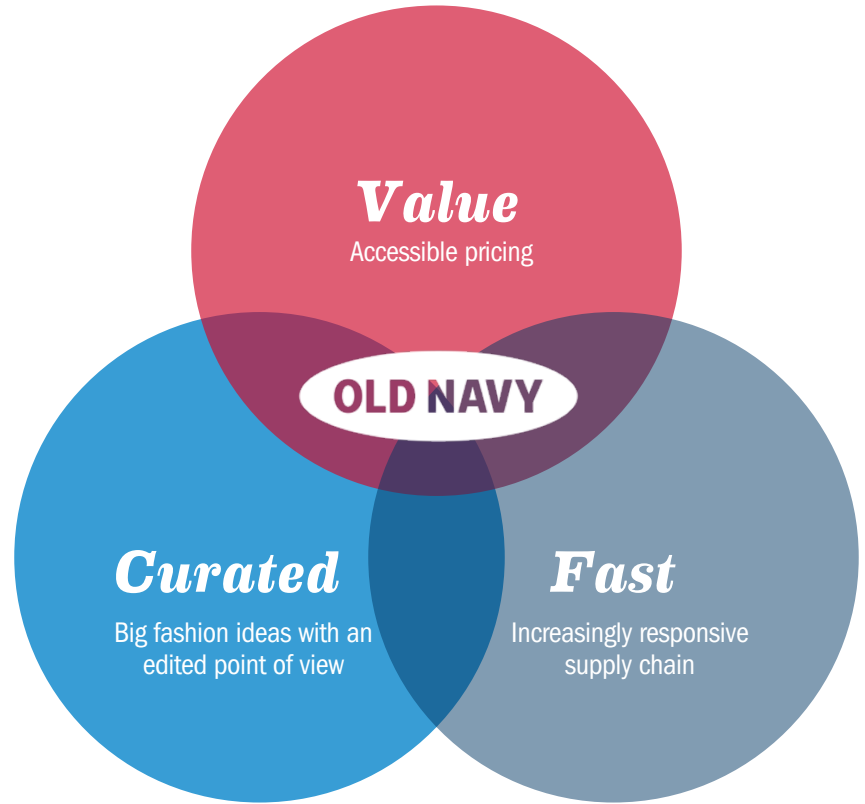 Value
Accessible pricing
OLD NAVY
Curated
Big fashion ideas with an
edited point of view
Fast
Increasingly responsive
supply chain